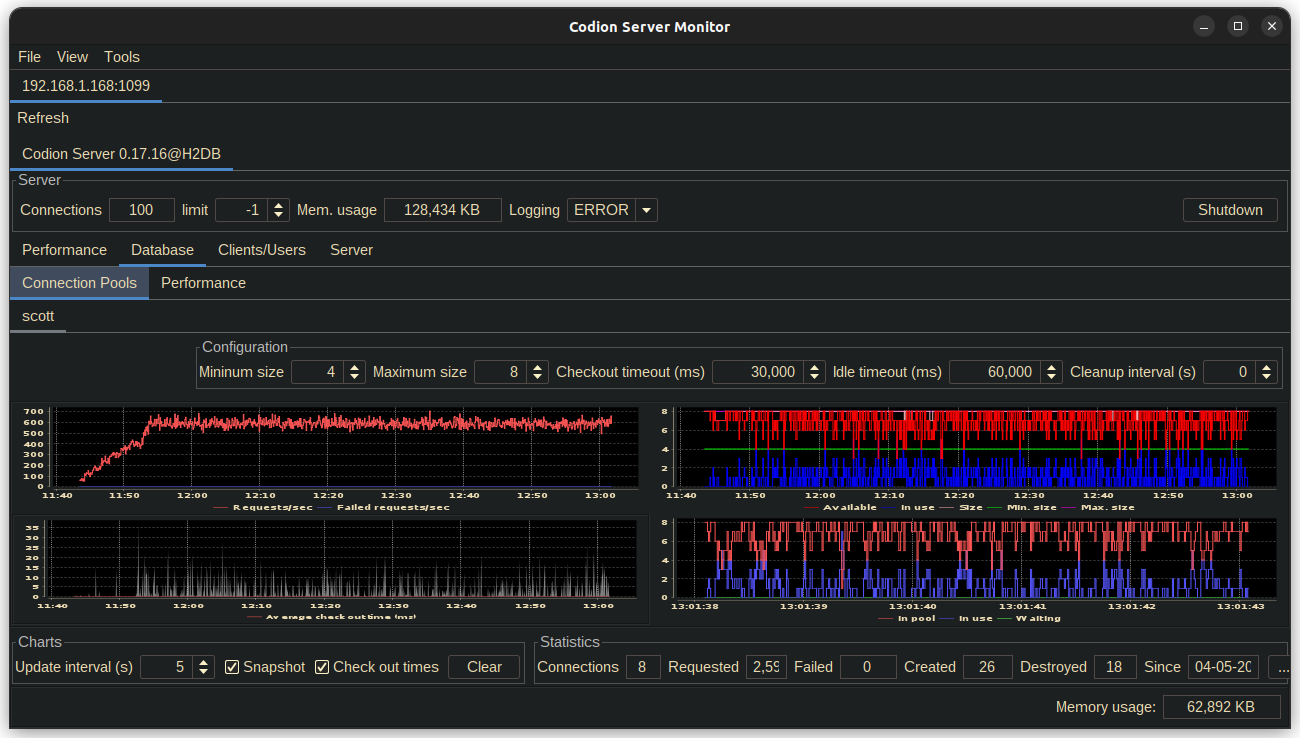 Codion Server Monitor
File View Tools
192.168.1.168:1099
Refresh
Codion Server 0.17.16@H2DB
Server
Connections 100 limit -1 Mem. usage 128,434 KB Logging ERROR Shutdown
Performance Database Clients/Users Server
Connection Pools Performance
scott
Configuration
Mininum size 4 Maximum size 8 Checkout timeout (ms) 30,000 Idle timeout (ms) 60,000 Cleanup interval (s) 0
700
600
500
400
300
200
100
0
11:40 11:50 12:00 12:10 12:20 12:30 12:40 12:50 13:00
Requests/sec Failed requests/sec
8
6
4
2
0
11:40 11:50 12:00 12:10 12:20 12:30 12:40 12:50 13:00
Available In use Size Min. size Max. size
35
30
25
20
15
10
5
0
11:40 11:50 12:00 12:10 12:20 12:30 12:40 12:50 13:00
Average check out time (ms)
8
6
4
2
0
13:01:38 13:01:39 13:01:40 13:01:41 13:01:42 13:01:43
In pool In use Waiting
Charts
Update interval (s) 5 Snapshot Check out times Clear
Statistics
Connections 8 Requested 2,59 Failed 0 Created 26 Destroyed 18 Since 04-05-20 ...
Memory usage: 62,892 KB